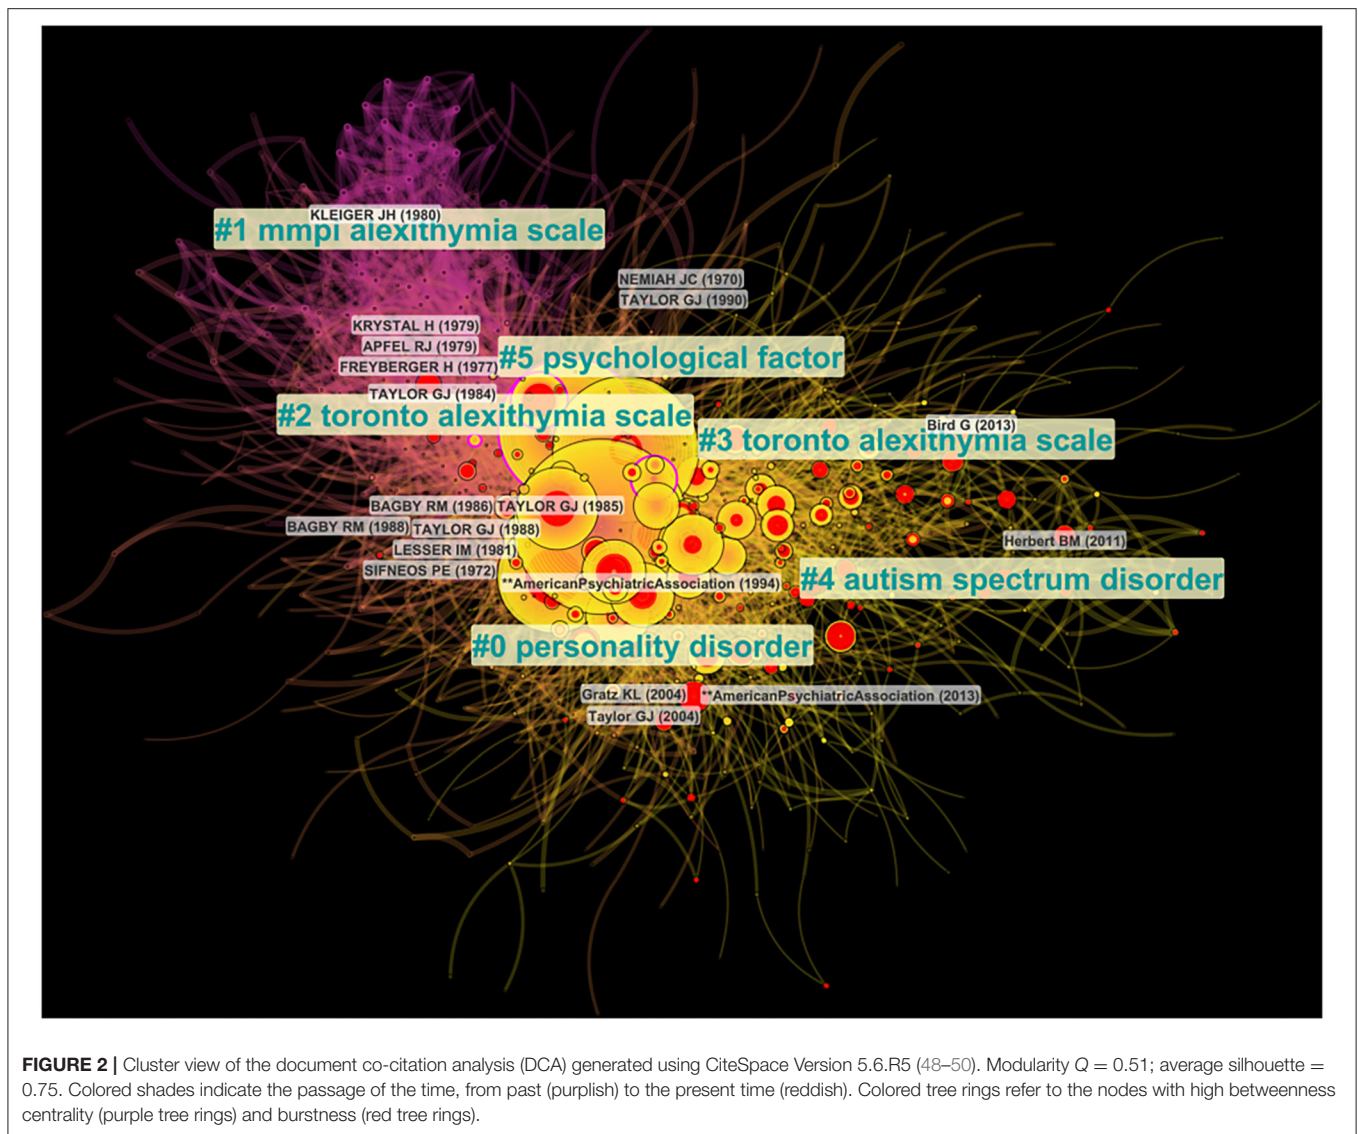 KLEIGER JH (1980)
#1 mmpi alexithymia scale
NEMIAH JC (1970)
TAYLOR GJ (1990)
KRYSTAL H (1979)
APFEL RJ (1979)
FREYBERGER H (1977)
#5 psychological factor
TAYLOR GJ (1984)
#2 toronto alexithymia scale
Bird G (2013)
#3 toronto alexithymia scale
BAGBY RM (1986)
TAYLOR GJ (1985)
BAGBY RM (1988)
TAYLOR GJ (1988)
LESSER IM (1981)
SIFNEOS PE (1972)
Herbert BM (2011)
**AmericanPsychiatricAssociation (1994)
#4 autism spectrum disorder
#0 personality disorder
Gratz KL (2004)
**AmericanPsychiatricAssociation (2013)
Taylor GJ (2004)
FIGURE 2 | Cluster view of the document co-citation analysis (DCA) generated using CiteSpace Version 5.6.R5 (48–50). Modularity Q = 0.51; average silhouette =
0.75. Colored shades indicate the passage of the time, from past (purplish) to the present time (reddish). Colored tree rings refer to the nodes with high betweenness
centrality (purple tree rings) and burstness (red tree rings).